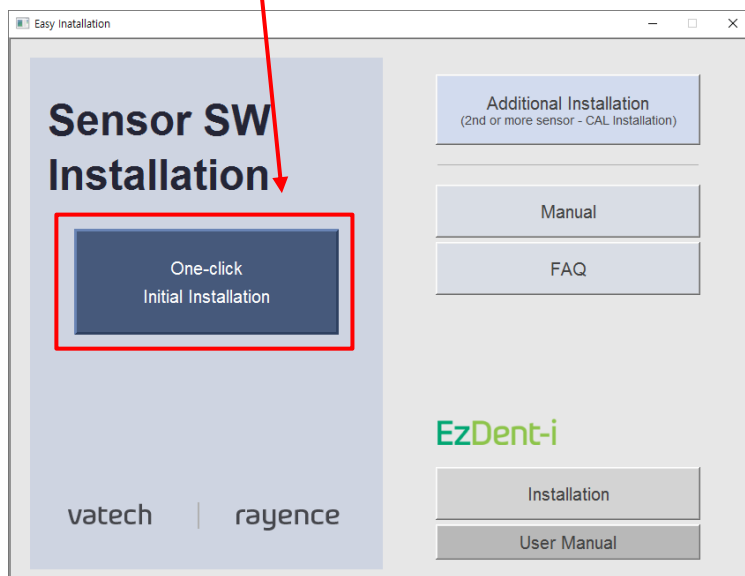 Easy Inatallation
Sensor SW
Installation
One-click
Initial Installation
vatech | rayence
Additional Installation
(2nd or more sensor - CAL Installation)
Manual
FAQ
EzDent-i
Installation
User Manual